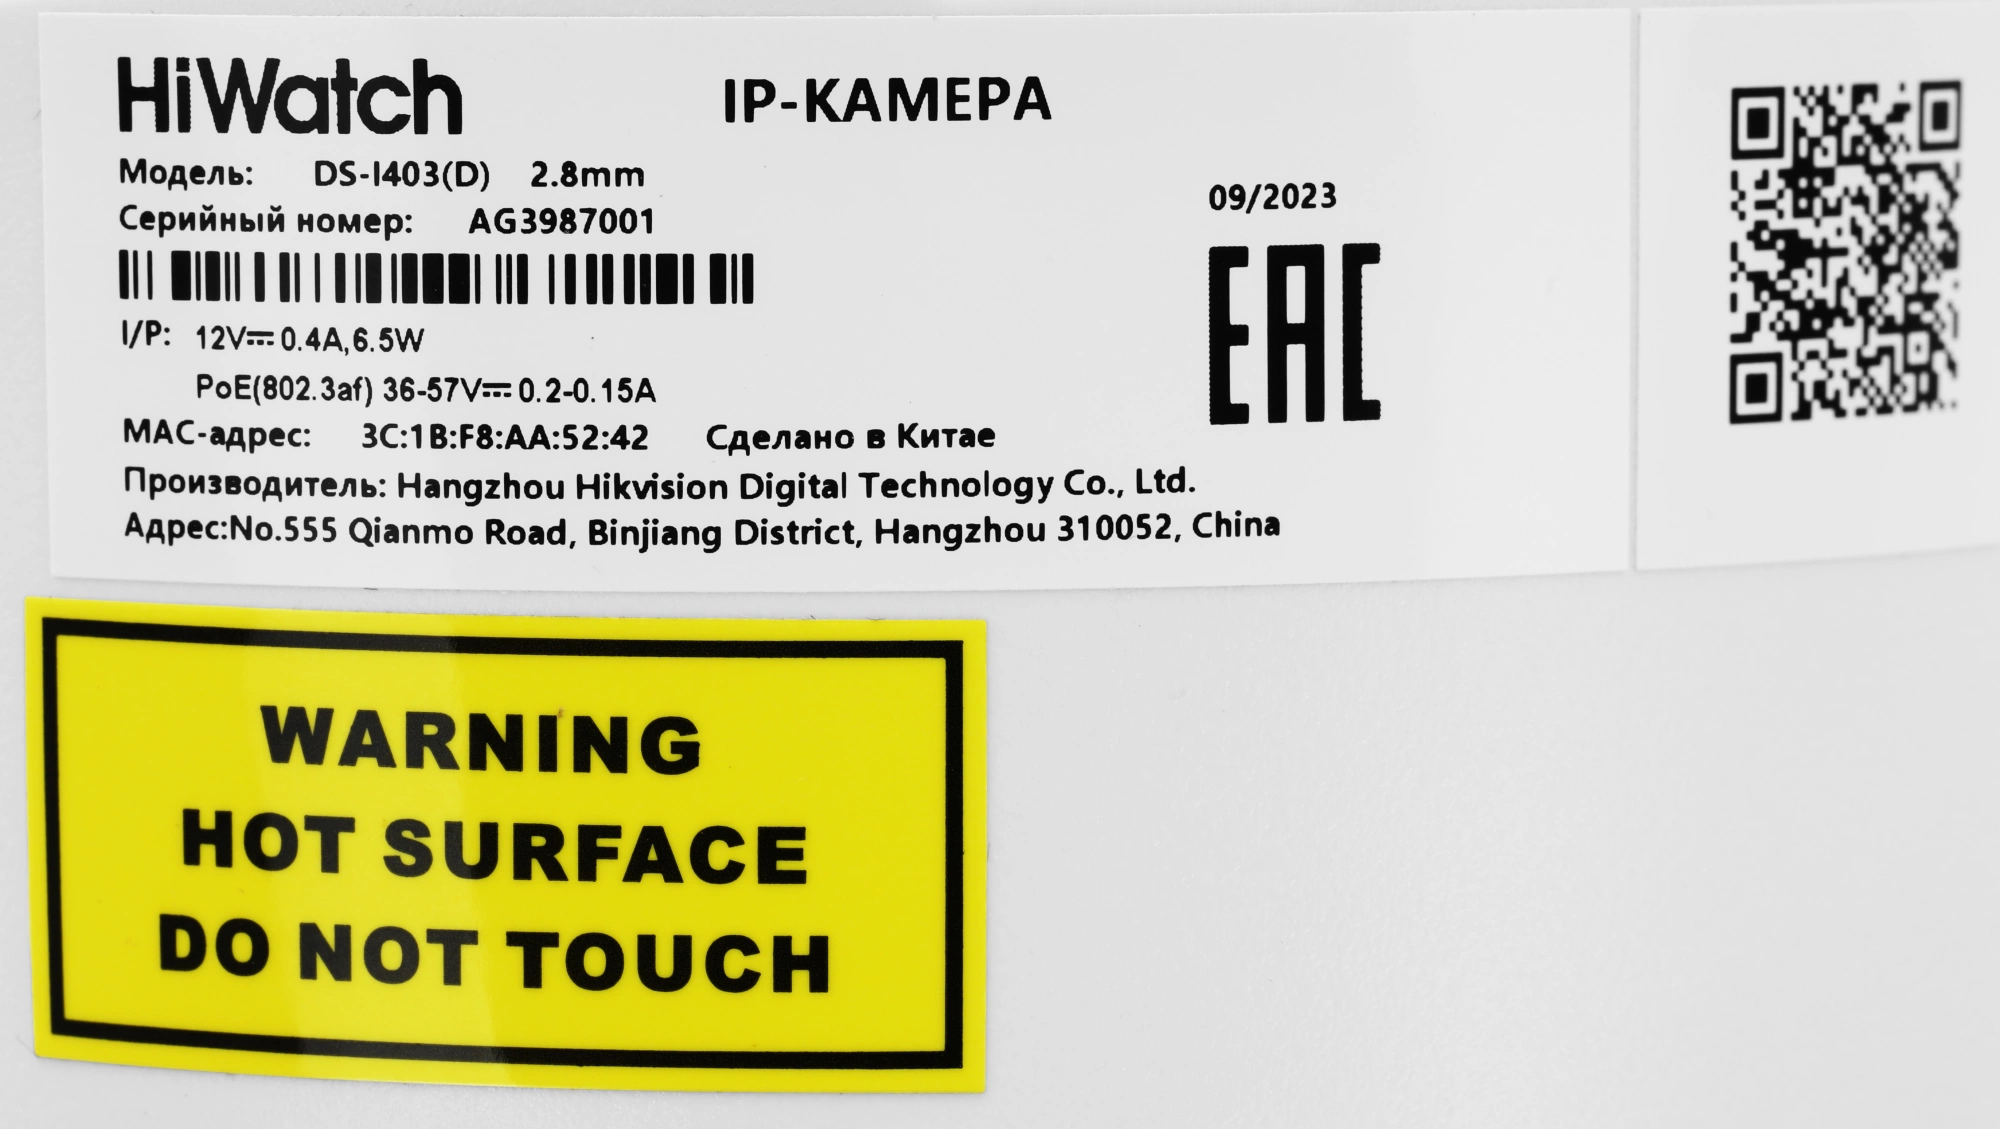 HiWatch IP-КАМЕРА
Модель: DS-I403(D) 2.8mm
09/2023
Серийный номер: AG3987001
EAC
I/P: 12V⎓0.4A,6.5W
PoE(802.3af) 36-57V⎓0.2-0.15A
MAC-адрес: 3C:1B:F8:AA:52:42 Сделано в Китае
Производитель: Hangzhou Hikvision Digital Technology Co., Ltd.
Адрес:No.555 Qianmo Road, Binjiang District, Hangzhou 310052, China
WARNING
HOT SURFACE
DO NOT TOUCH